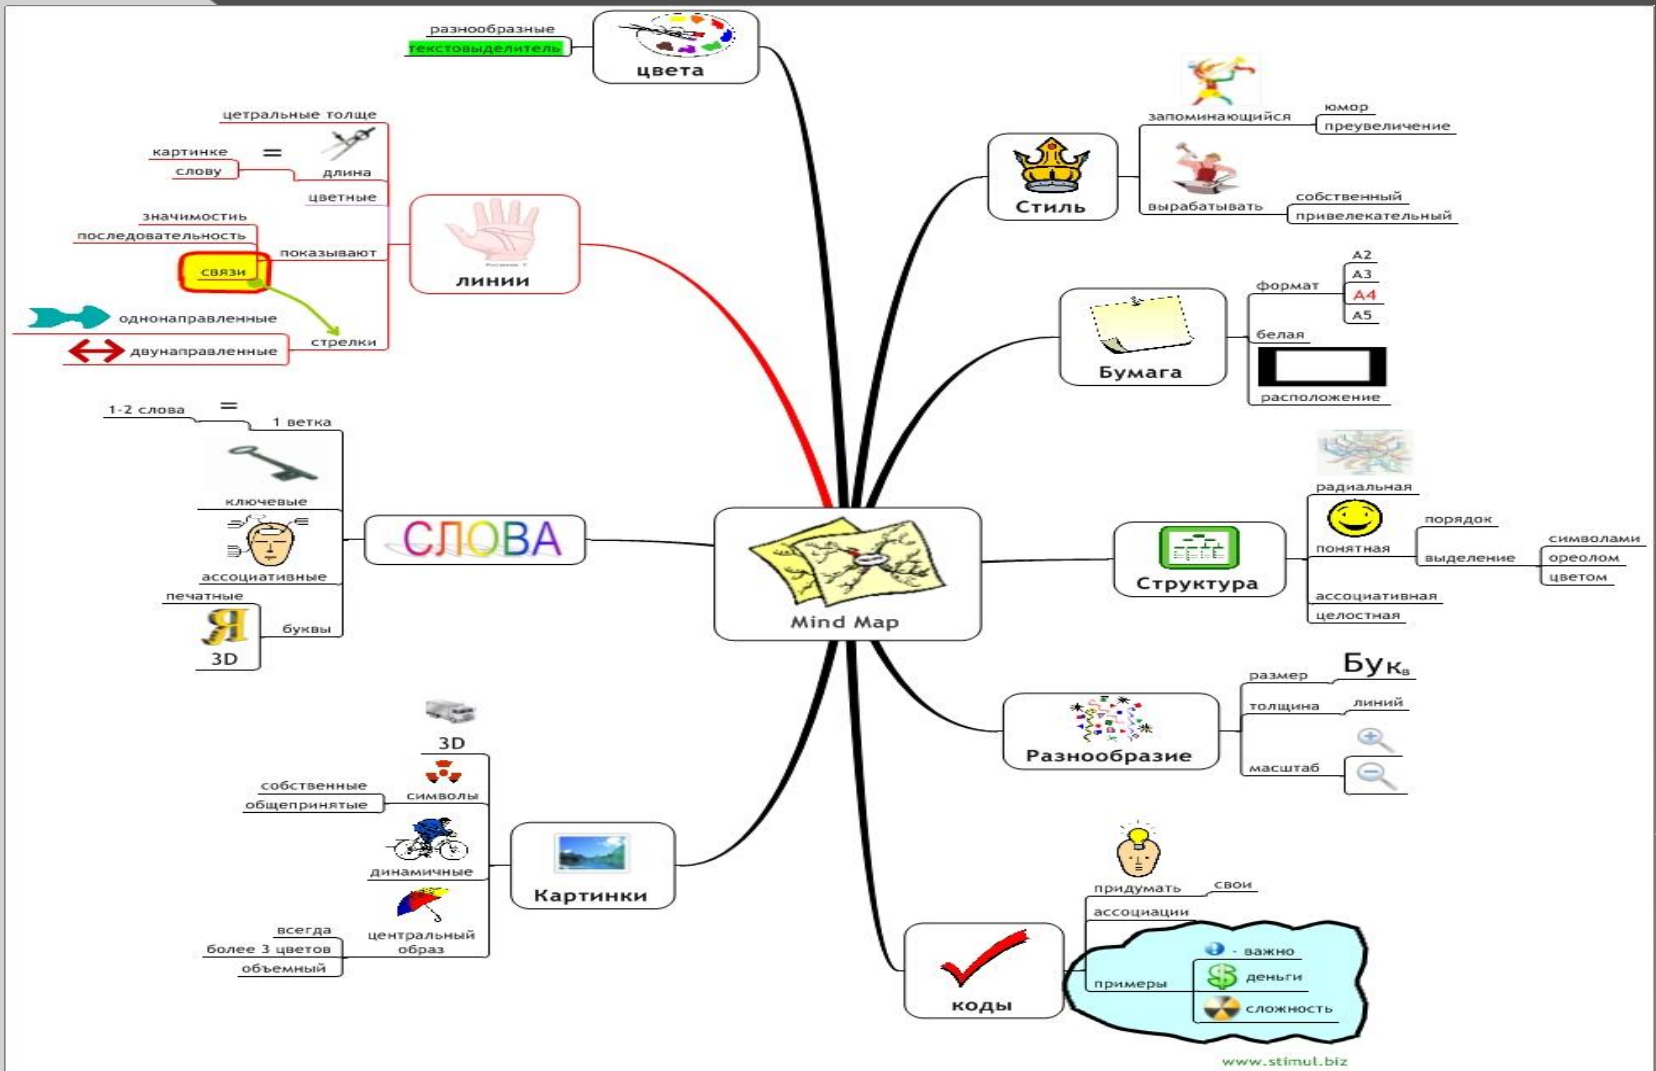 разнообразные
текстовыделитель
цвета
цетральные толще
картинке
=
слову
длина
цветные
значимостиь
последовательность
показывают
связи
однонаправленные
стрелки
двунаправленные
линии
1-2 слова
=
1 ветка
ключевые
ассоциативные
печатные
Я
буквы
3D
СЛОВА
3D
собственные
общепринятые
символы
динамичные
всегда
более 3 цветов
объемный
центральный
образ
Картинки
Mind Map
запоминающийся
юмор
преувеличение
Стиль
вырабатывать
собственный
привелекательный
A2
A3
A4
A5
формат
белая
Бумага
расположение
радиальная
понятная
порядок
выделение
символами
ореолом
цветом
Структура
ассоциативная
целостная
размер
Букв
толщина
линий
Разнообразие
масштаб
придумать
свои
ассоциации
примеры
- важно
$
деньги
сложность
коды
www.stimul.biz